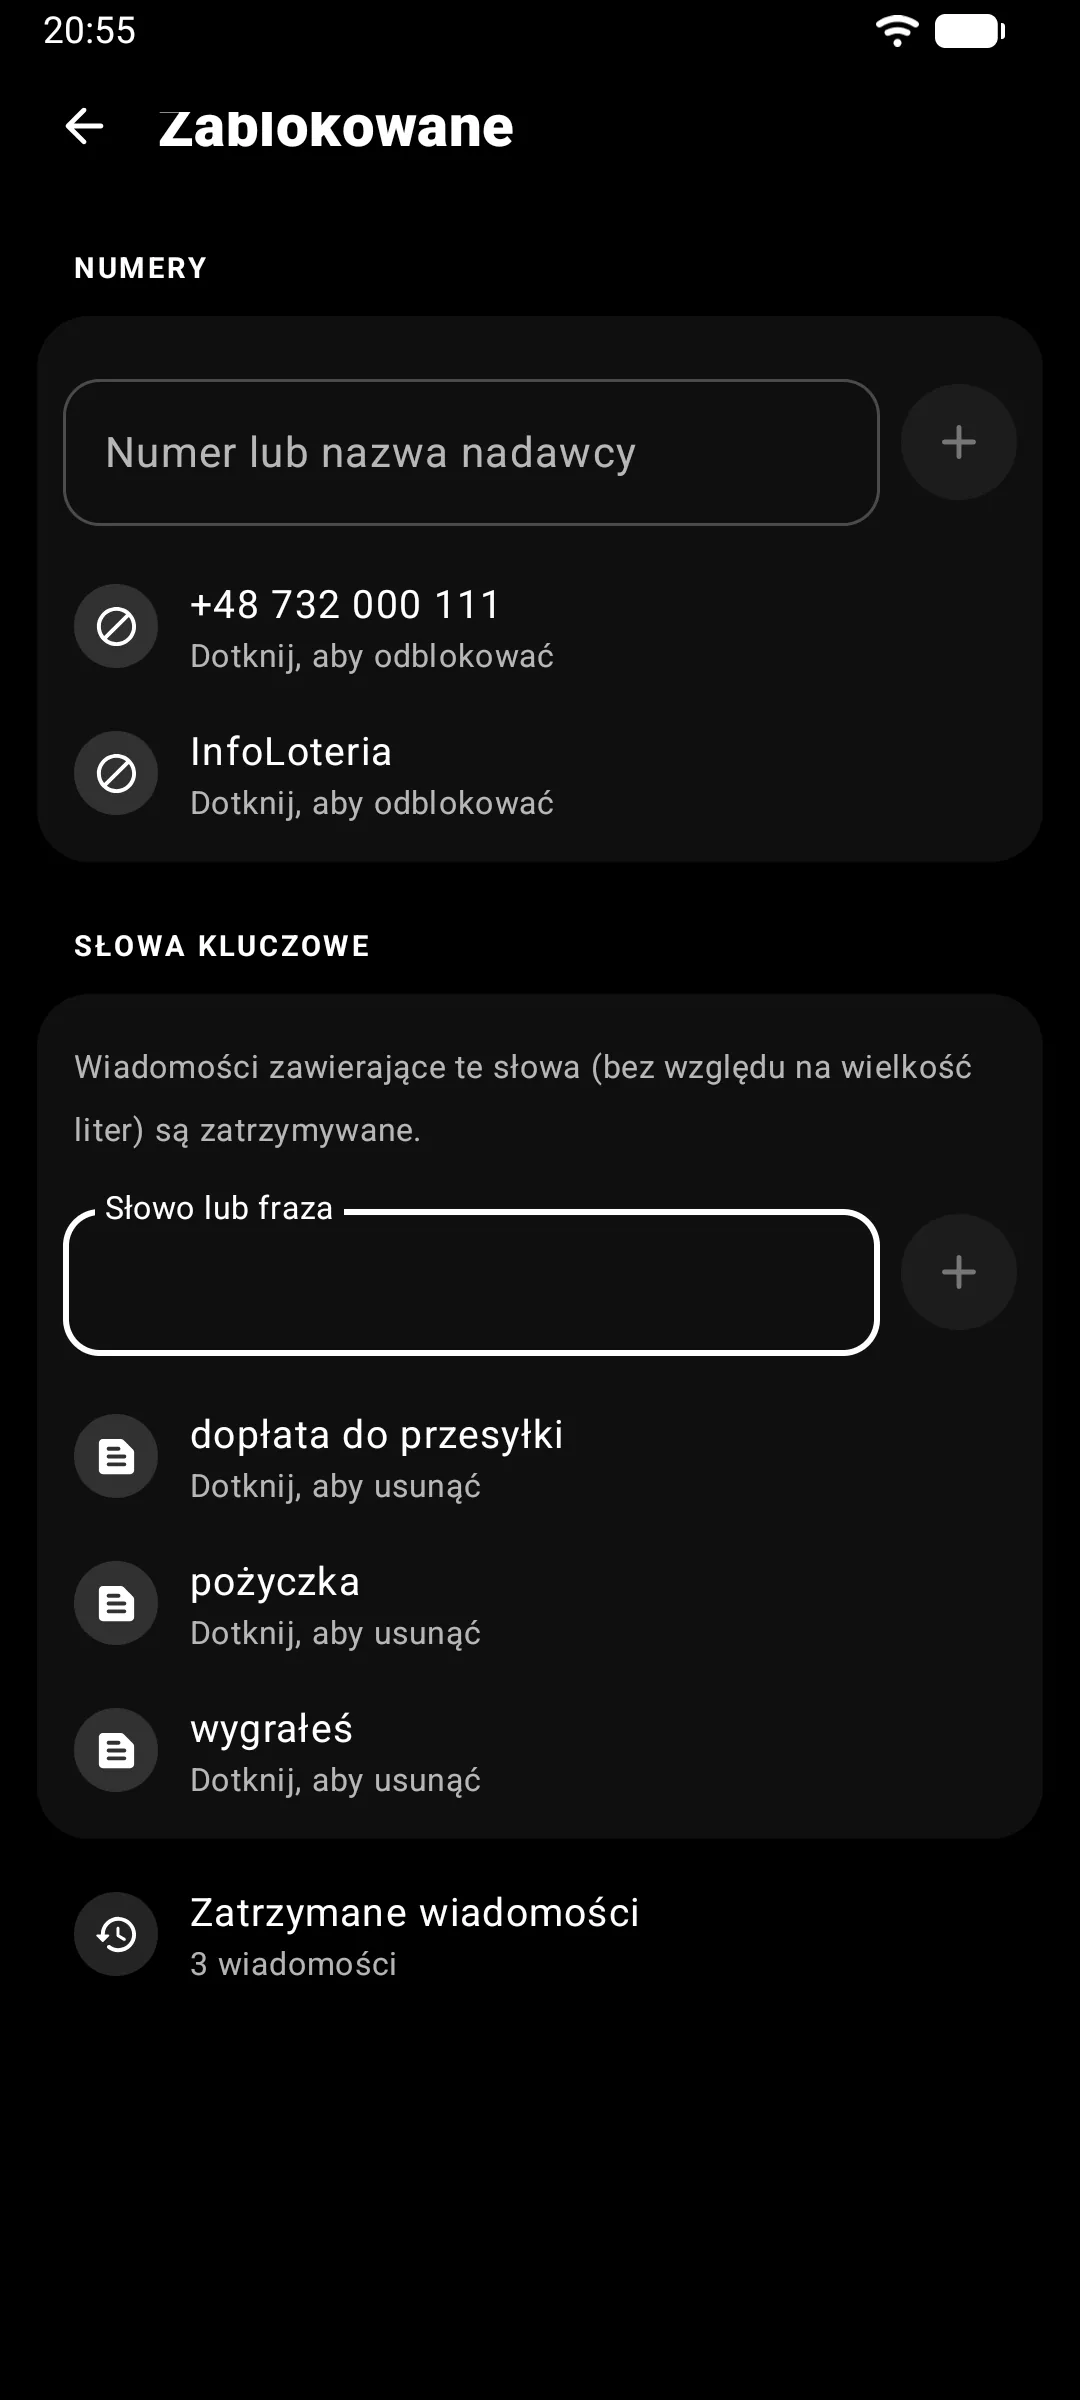 20:55
Zablokowane
NUMERY
Numer lub nazwa nadawcy
+48 732 000 111
Dotknij, aby odblokować
InfoLoteria
Dotknij, aby odblokować
SŁOWA KLUCZOWE
Wiadomości zawierające te słowa (bez względu na wielkość
liter) są zatrzymywane.
Słowo lub fraza
dopłata do przesyłki
Dotknij, aby usunąć
pożyczka
Dotknij, aby usunąć
wygrałeś
Dotknij, aby usunąć
Zatrzymane wiadomości
3 wiadomości